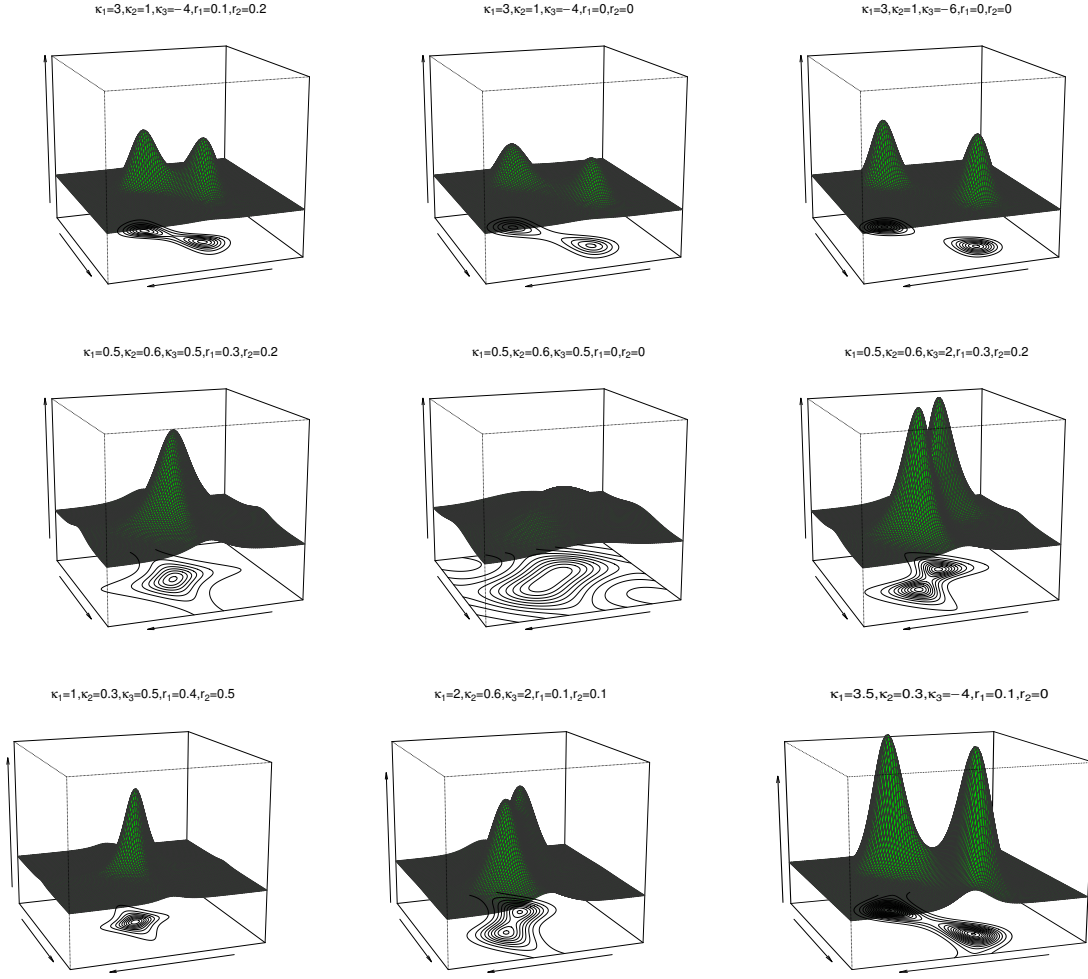 κ₁=3,κ₂=1,κ₃=−4,r₁=0.1,r₂=0.2
κ₁=3,κ₂=1,κ₃=−4,r₁=0,r₂=0
κ₁=3,κ₂=1,κ₃=−6,r₁=0,r₂=0
κ₁=0.5,κ₂=0.6,κ₃=0.5,r₁=0.3,r₂=0.2
κ₁=0.5,κ₂=0.6,κ₃=0.5,r₁=0,r₂=0
κ₁=0.5,κ₂=0.6,κ₃=2,r₁=0.3,r₂=0.2
κ₁=1,κ₂=0.3,κ₃=0.5,r₁=0.4,r₂=0.5
κ₁=2,κ₂=0.6,κ₃=2,r₁=0.1,r₂=0.1
κ₁=3.5,κ₂=0.3,κ₃=−4,r₁=0.1,r₂=0